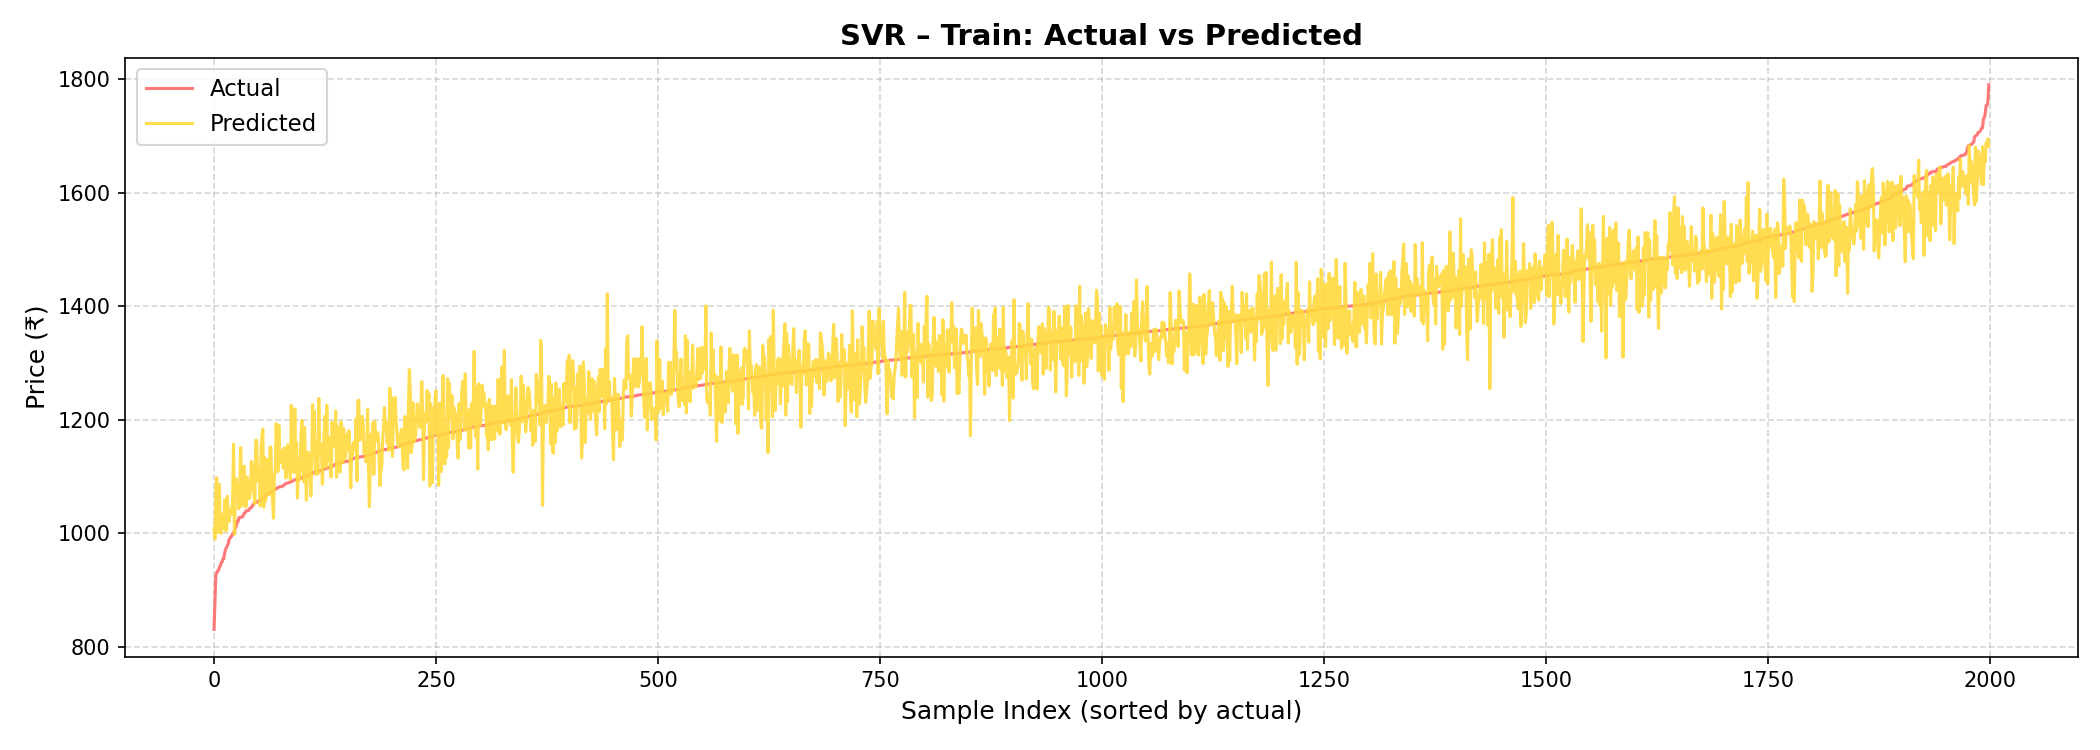 SVR – Train: Actual vs Predicted
Actual
Predicted
Price (₹)
1800
1600
1400
1200
1000
800
0 250 500 750 1000 1250 1500 1750 2000
Sample Index (sorted by actual)